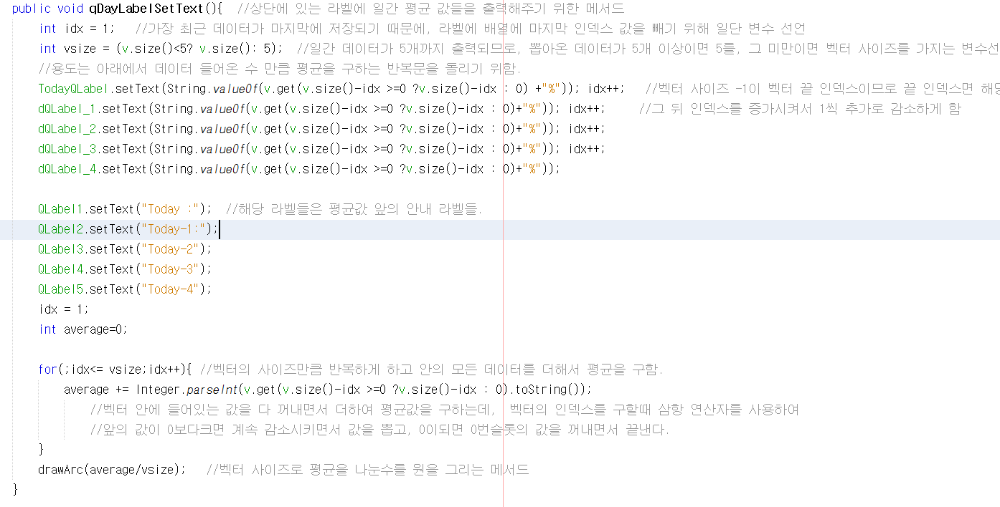 public void qDayLabelSetText(){  //상단에 있는 라벨에 일간 평균 값들을 출력해주기 위한 메서드
int idx = 1;   //가장 최근 데이터가 마지막에 저장되기 때문에, 라벨에 배열에 마지막 인덱스 값을 빼기 위해 일단 변수 선언
int vsize = (v.size()<5? v.size(): 5);  //일간 데이터가 5개까지 출력되므로, 뽑아온 데이터가 5개 이상이면 5를, 그 미만이면 벡터 사이즈를 가지는 변수선
//용도는 아래에서 데이터 들어온 수 만큼 평균을 구하는 반복문을 돌리기 위함.
TodayQLabel.setText(String.valueOf(v.get(v.size()-idx >=0 ?v.size()-idx : 0) +"%")); idx++;   //벡터 사이즈 -1이 벡터 끝 인덱스이므로 끝 인덱스면 해당
dQLabel_1.setText(String.valueOf(v.get(v.size()-idx >=0 ?v.size()-idx : 0)+"%")); idx++;     //그 뒤 인덱스를 증가시켜서 1씩 추가로 감소하게 함
dQLabel_2.setText(String.valueOf(v.get(v.size()-idx >=0 ?v.size()-idx : 0)+"%")); idx++;
dQLabel_3.setText(String.valueOf(v.get(v.size()-idx >=0 ?v.size()-idx : 0)+"%")); idx++;
dQLabel_4.setText(String.valueOf(v.get(v.size()-idx >=0 ?v.size()-idx : 0)+"%"));
QLabel1.setText("Today :");  //해당 라벨들은 평균값 앞의 안내 라벨들.
QLabel2.setText("Today-1:");
QLabel3.setText("Today-2");
QLabel4.setText("Today-3");
QLabel5.setText("Today-4");
idx = 1;
int average=0;
for(;idx<= vsize;idx++){ //벡터의 사이즈만큼 반복하게 하고 안의 모든 데이터를 더해서 평균을 구함.
average += Integer.parseInt(v.get(v.size()-idx >=0 ?v.size()-idx : 0).toString());
//벡터 안에 들어있는 값을 다 꺼내면서 더하여 평균값을 구하는데,  벡터의 인덱스를 구할때 삼항 연산자를 사용하여
//앞의 값이 0보다크면 계속 감소시키면서 값을 뽑고, 0이되면 0번슬롯의 값을 꺼내면서 끝낸다.
}
drawArc(average/vsize);   //벡터 사이즈로 평균을 나눈수를 원을 그리는 메서드
}